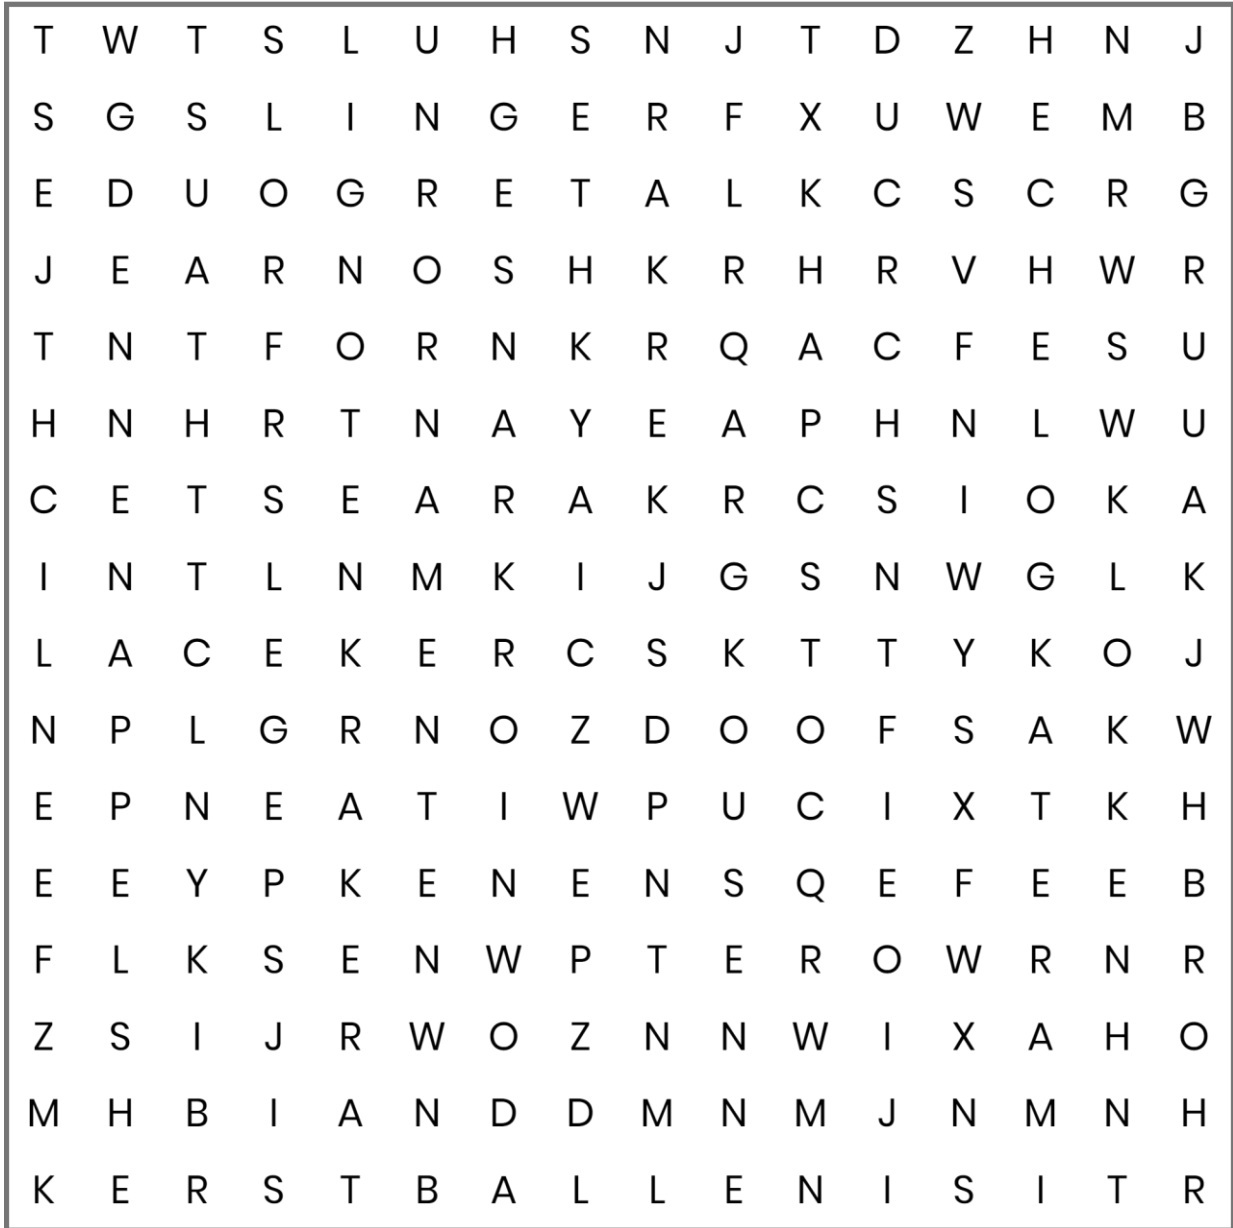 T W T S L U H S N J T D Z H N J
S G S L I N G E R F X U W E M B
E D U O G R E T A L K C S C R G
J E A R N O S H K R H R V H W R
T N T F O R N K R Q A C F E S U
H N H R T N A Y E A P H N L W U
C E T S E A R A K R C S I O K A
I N T L N M K I J G S N W G L K
L A C E K E R C S K T T Y K O J
N P L G R N O Z D O O F S A K W
E P N E A T I W P U C I X T K H
E E Y P K E N E N S Q E F E E B
F L K S E N W P T E R O W R N R
Z S I J R W O Z N N W I X A H O
M H B I A N D D M N M J N M N H
K E R S T B A L L E N I S I T R